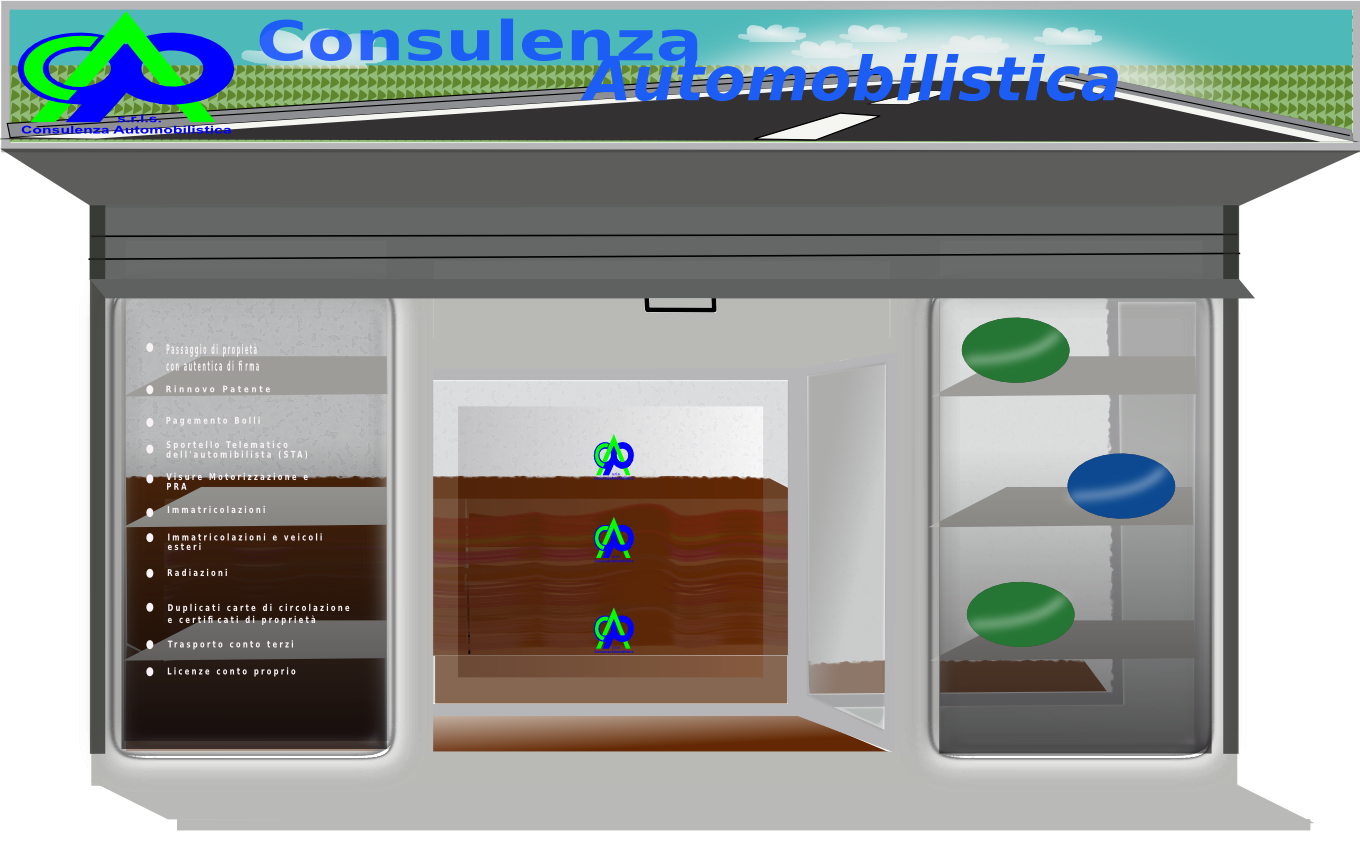 Consulenza
Automobilistica
s.r.l.s.
Consulenza Automobilistica
Passaggio di propietà
con autentica di firma
Rinnovo Patente
Pagemento Bolli
Sportello Telematico
dell'automibilista (STA)
Visure Motorizzazione e
PRA
Immatricolazioni
Immatricolazioni e veicoli
esteri
Radiazioni
Duplicati carte di circolazione
e certificati di proprietà
Trasporto conto terzi
Licenze conto proprio